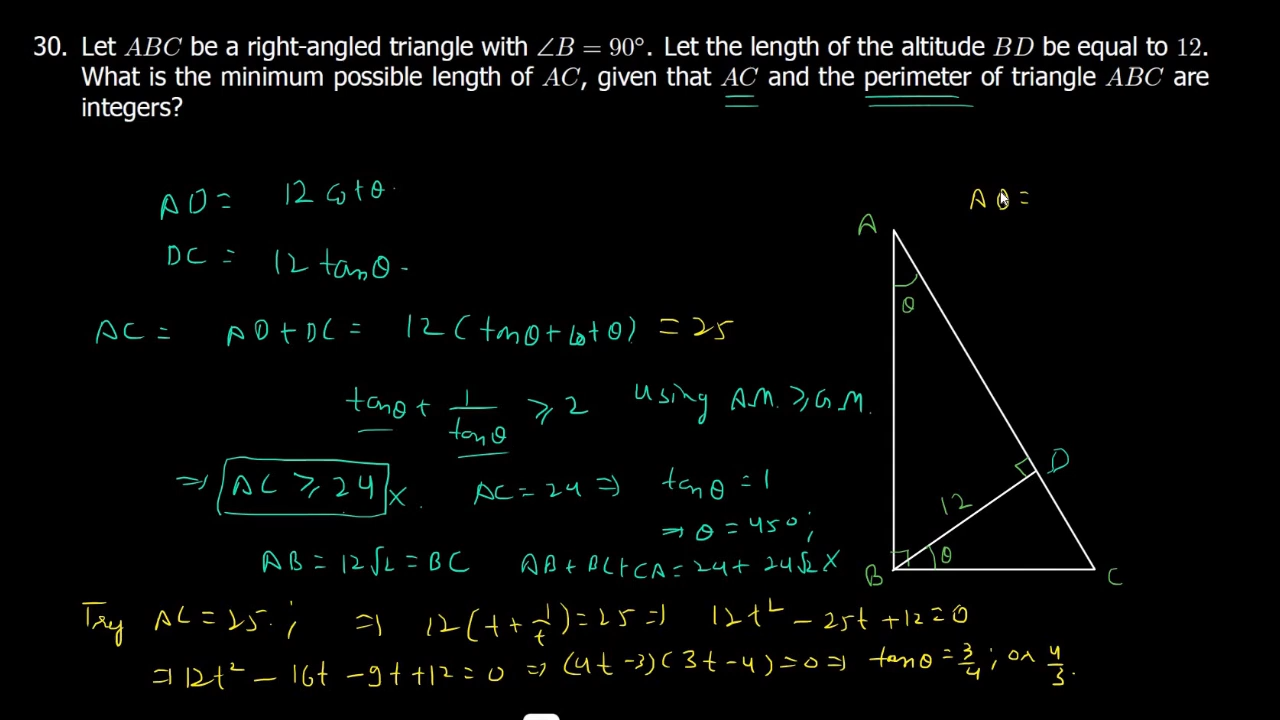 30. Let ABC be a right-angled triangle with ∠B = 90°. Let the length of the altitude BD be equal to 12.
What is the minimum possible length of AC, given that AC and the perimeter of triangle ABC are
integers?
AD = 12 cotθ.
AD =
DC = 12 tanθ.
A
θ
AC = AD + DC = 12 (tanθ + cotθ) = 25
tanθ + 1/tanθ ≥ 2 Using AM ≥ GM.
⇒ AC ≥ 24 × . AC = 24 ⇒ tanθ = 1
D
12
⇒ θ = 45°;
AB = 12√2 = BC AB + BC + CA = 24 + 24√2 ×
B θ C
Try AC = 25 ; ⇒ 12(t + 1/t) = 25 ⇒ 12t² - 25t + 12 = 0
⇒ 12t² - 16t - 9t + 12 = 0 ⇒ (4t - 3)(3t - 4) = 0 ⇒ tanθ = 3/4 ; or 4/3.